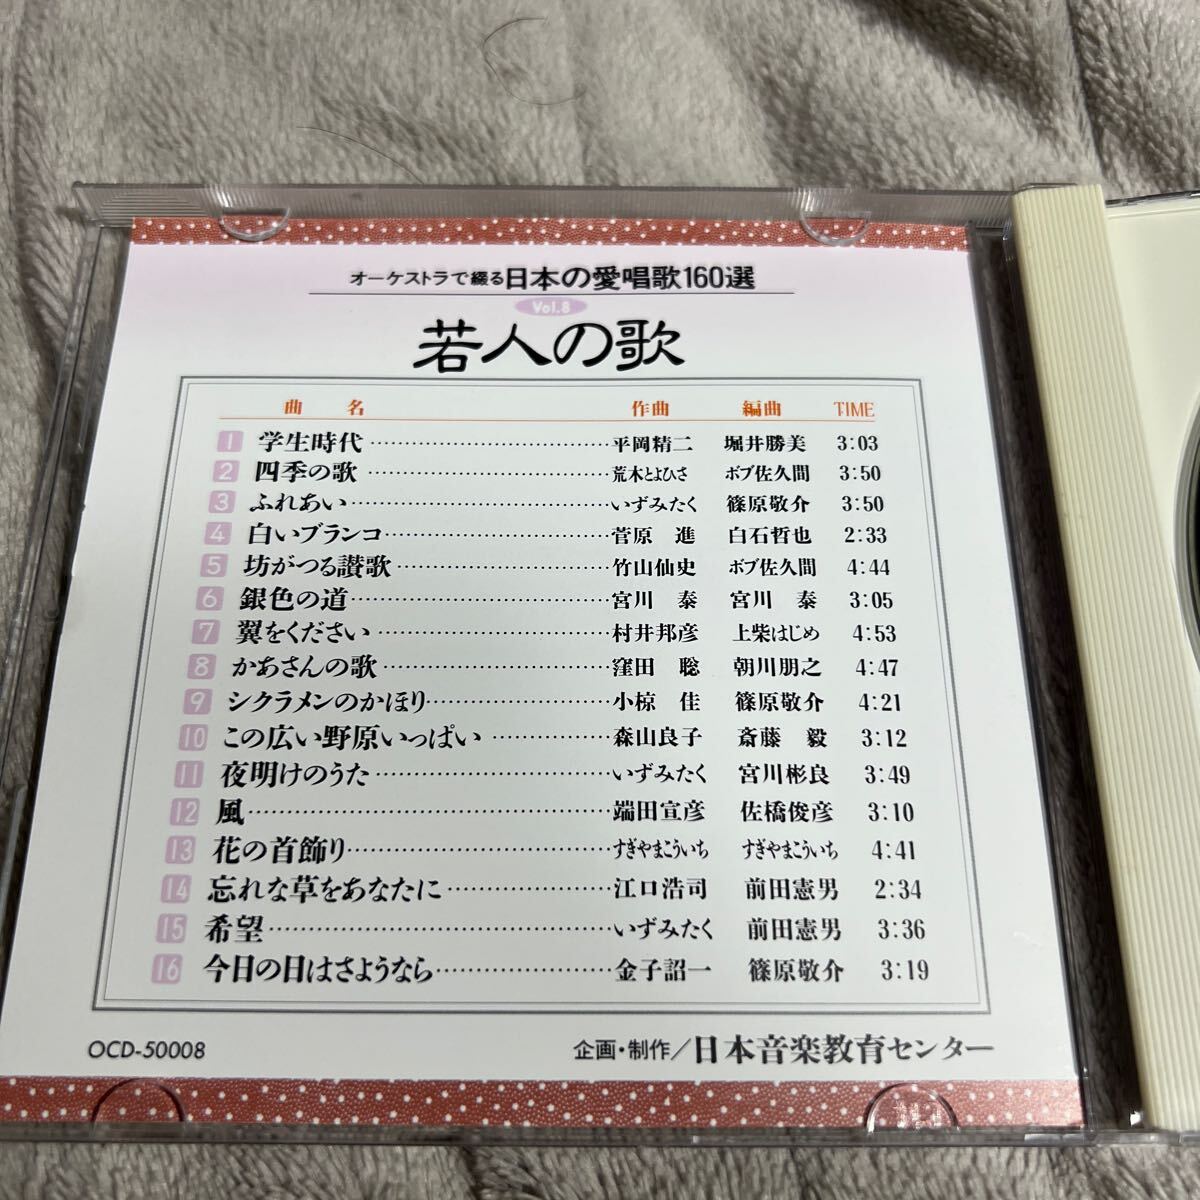 オーケストラで綴る日本の愛唱歌160選
Vol.8
若人の歌
曲 名 作曲 編曲 TIME
1 学生時代 平岡精二 堀井勝美 3:03
2 四季の歌 荒木とよひさ ボブ佐久間 3:50
3 ふれあい いずみたく 篠原敬介 3:50
4 白いブランコ 菅原 進 白石哲也 2:33
5 坊がつる讃歌 竹山仙史 ボブ佐久間 4:44
6 銀色の道 宮川 泰 宮川 泰 3:05
7 翼をください 村井邦彦 上柴はじめ 4:53
8 かあさんの歌 窪田 聡 朝川朋之 4:47
9 シクラメンのかほり 小椋 佳 篠原敬介 4:21
10 この広い野原いっぱい 森山良子 斎藤 毅 3:12
11 夜明けのうた いずみたく 宮川彬良 3:49
12 風 端田宣彦 佐橋俊彦 3:10
13 花の首飾り すぎやまこういち すぎやまこういち 4:41
14 忘れな草をあなたに 江口浩司 前田憲男 2:34
15 希望 いずみたく 前田憲男 3:36
16 今日の日はさようなら 金子詔一 篠原敬介 3:19
OCD-50008 企画・制作/日本音楽教育センター